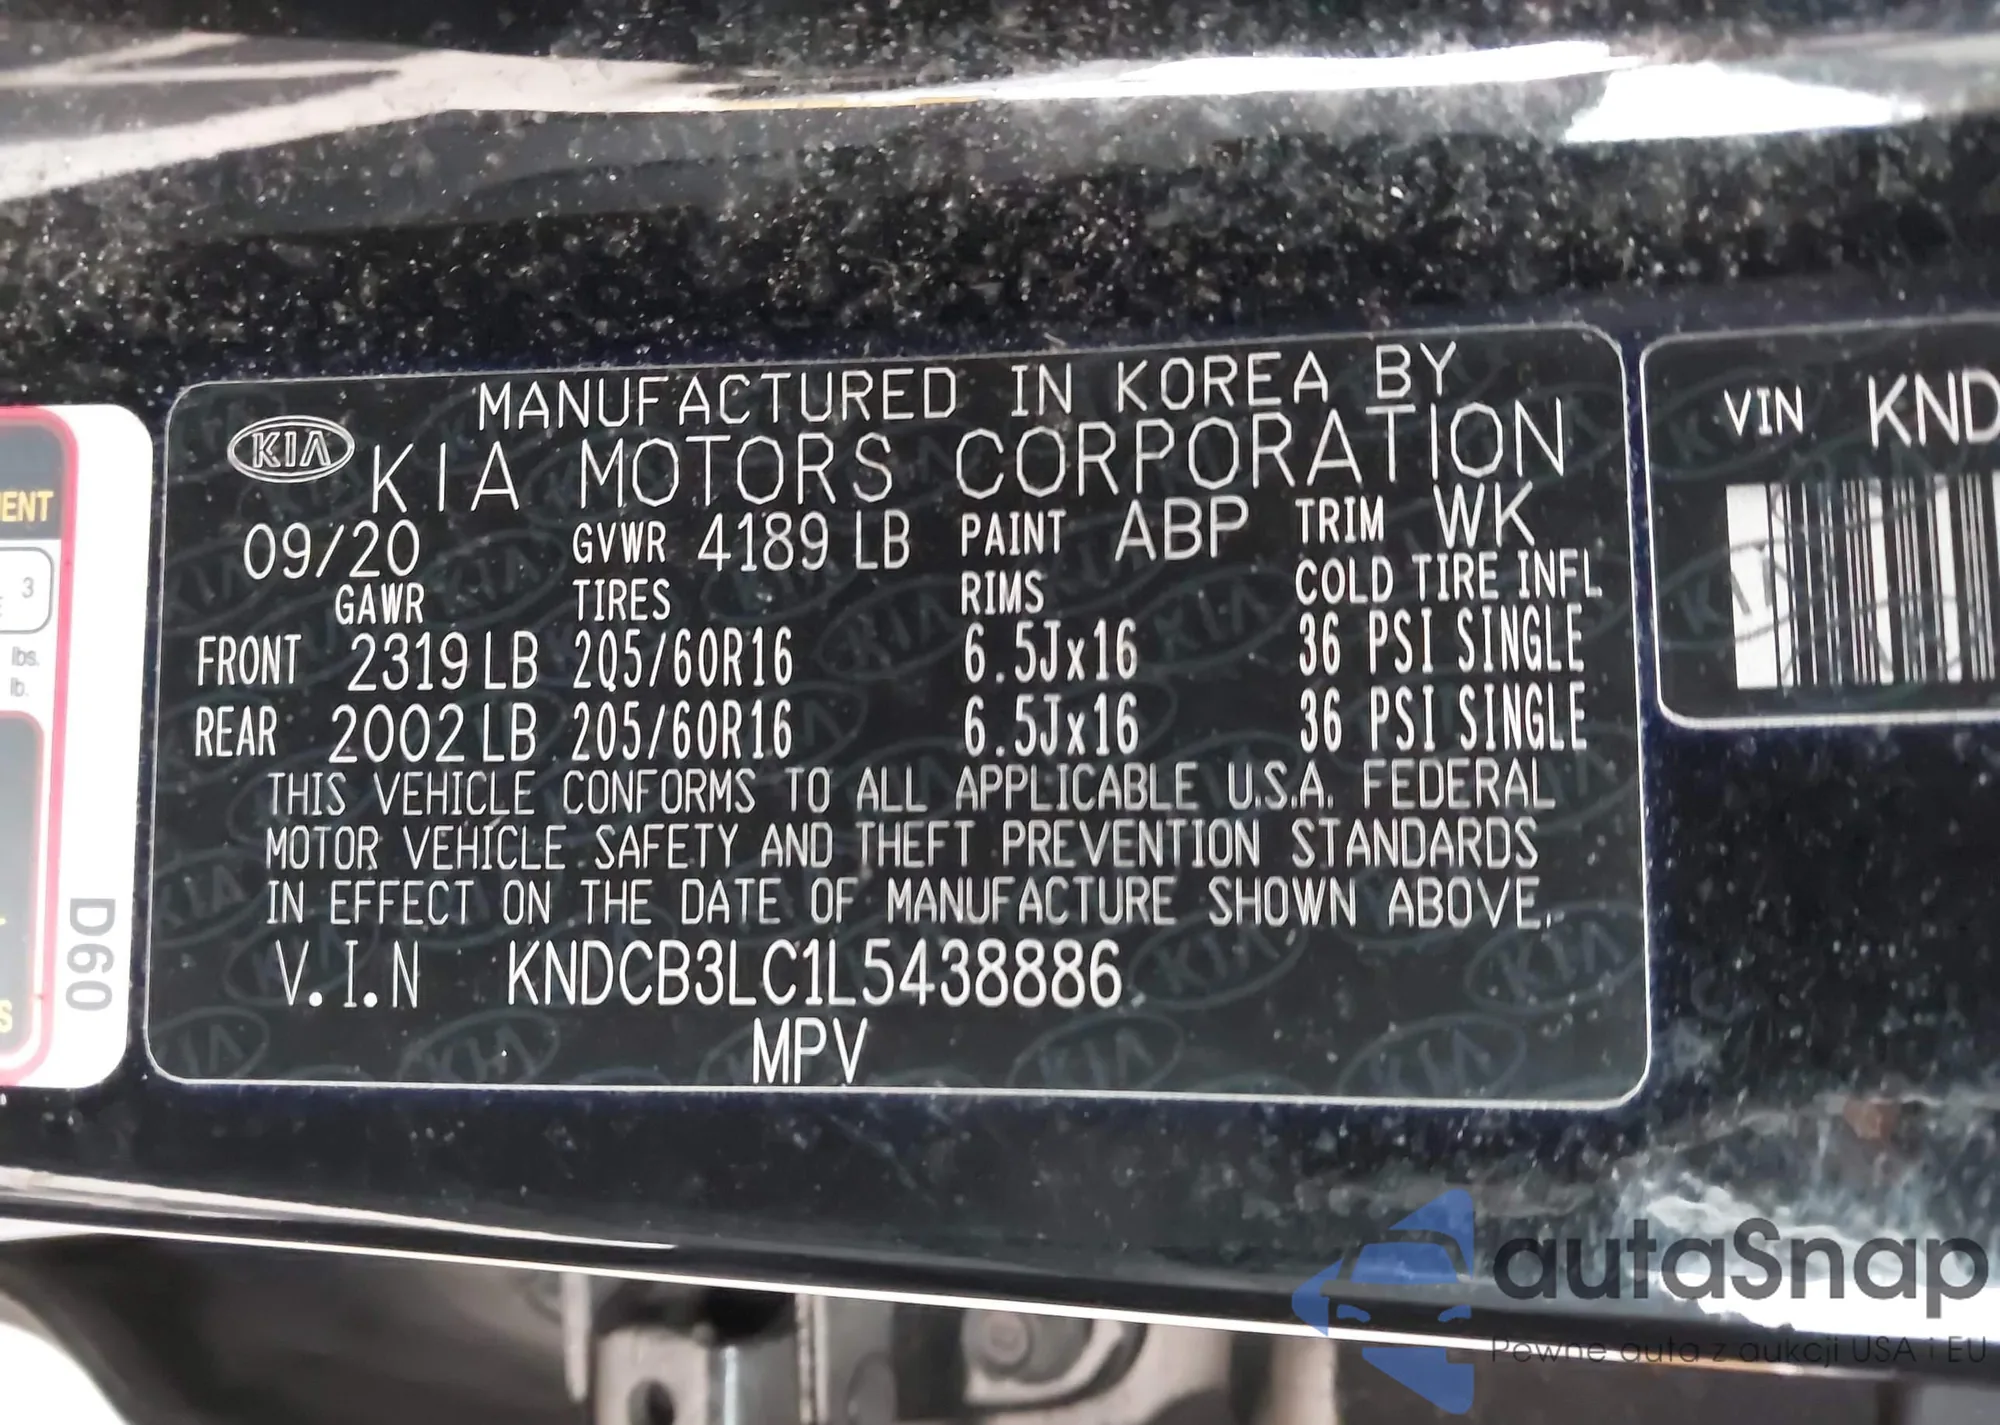 MANUFACTURED IN KOREA BY
KIA KIA MOTORS CORPORATION
09/20 GVWR 4189 LB PAINT ABP TRIM WK
GAWR TIRES RIMS COLD TIRE INFL
FRONT 2319 LB 205/60R16 6.5Jx16 36 PSI SINGLE
REAR 2002 LB 205/60R16 6.5Jx16 36 PSI SINGLE
THIS VEHICLE CONFORMS TO ALL APPLICABLE U.S.A. FEDERAL
MOTOR VEHICLE SAFETY AND THEFT PREVENTION STANDARDS
IN EFFECT ON THE DATE OF MANUFACTURE SHOWN ABOVE.
V.I.N KNDCB3LC1L5438886
MPV
VIN KND
3
lbs.
lb.
D60
autaSnap
Pewne auta z aukcji USA i EU